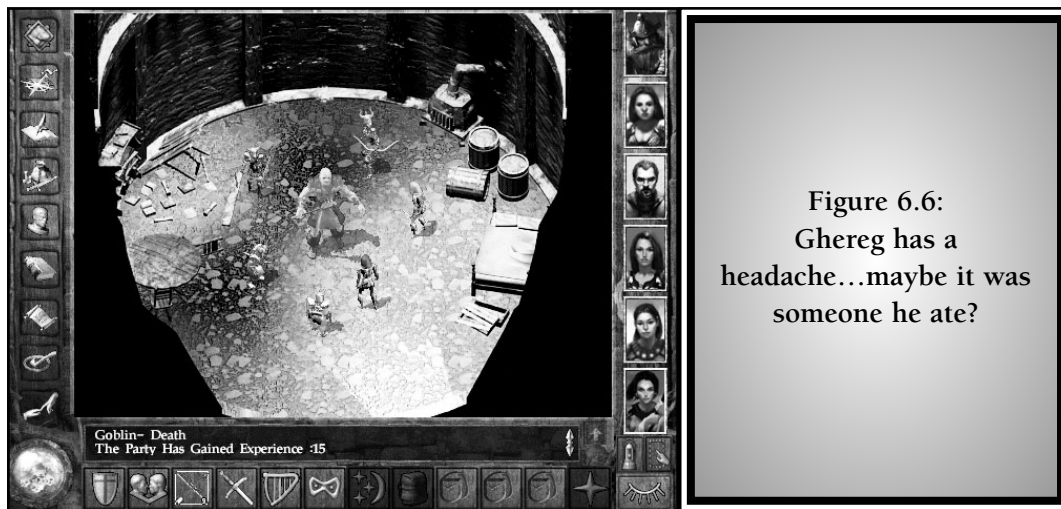 Goblin- Death
The Party Has Gained Experience :15
Figure 6.6:
Ghereg has a
headache…maybe it was
someone he ate?